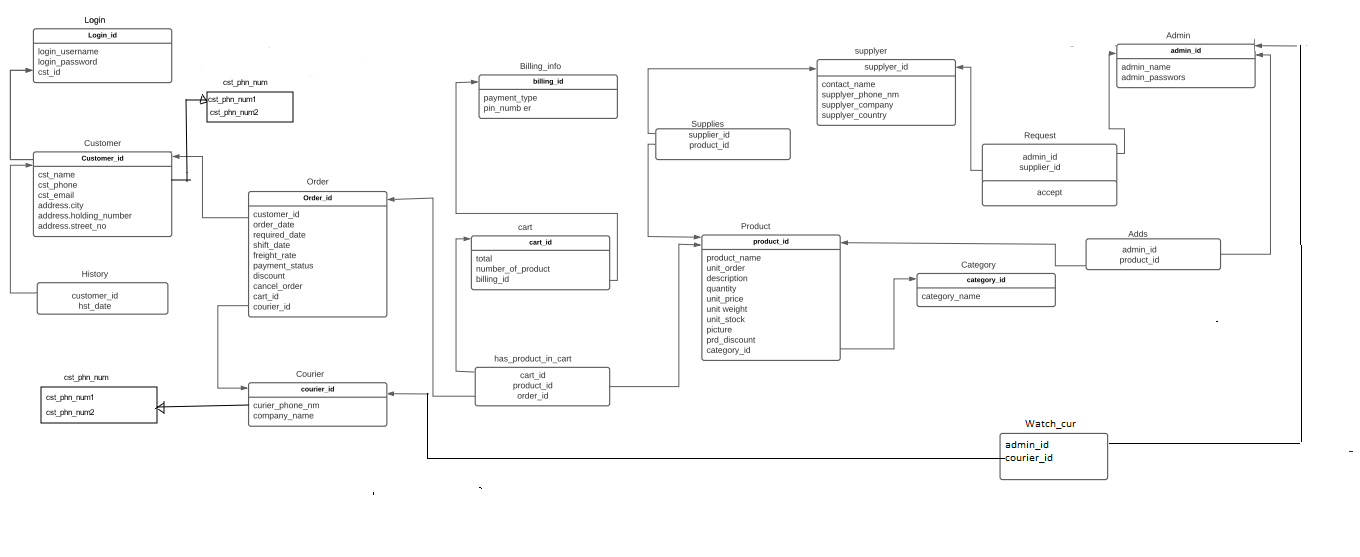 Login
Login_id
login_username
login_password
cst_id
cst_phn_num
cst_phn_num1
cst_phn_num2
Customer
Customer_id
cst_name
cst_phone
cst_email
address.city
address.holding_number
address.street_no
History
customer_id
hst_date
cst_phn_num
cst_phn_num1
cst_phn_num2
Order
Order_id
customer_id
order_date
required_date
shift_date
freight_rate
payment_status
discount
cancel_order
cart_id
courier_id
Courier
courier_id
curier_phone_nm
company_name
Billing_info
billing_id
payment_type
pin_numb er
cart
cart_id
total
number_of_product
billing_id
has_product_in_cart
cart_id
product_id
order_id
Supplies
supplier_id
product_id
supplyer
supplyer_id
contact_name
supplyer_phone_nm
supplyer_company
supplyer_country
Product
product_id
product_name
unit_order
description
quantity
unit_price
unit weight
unit_stock
picture
prd_discount
category_id
Category
category_id
category_name
Request
admin_id
supplier_id
accept
Admin
admin_id
admin_name
admin_passwors
Adds
admin_id
product_id
Watch_cur
admin_id
courier_id